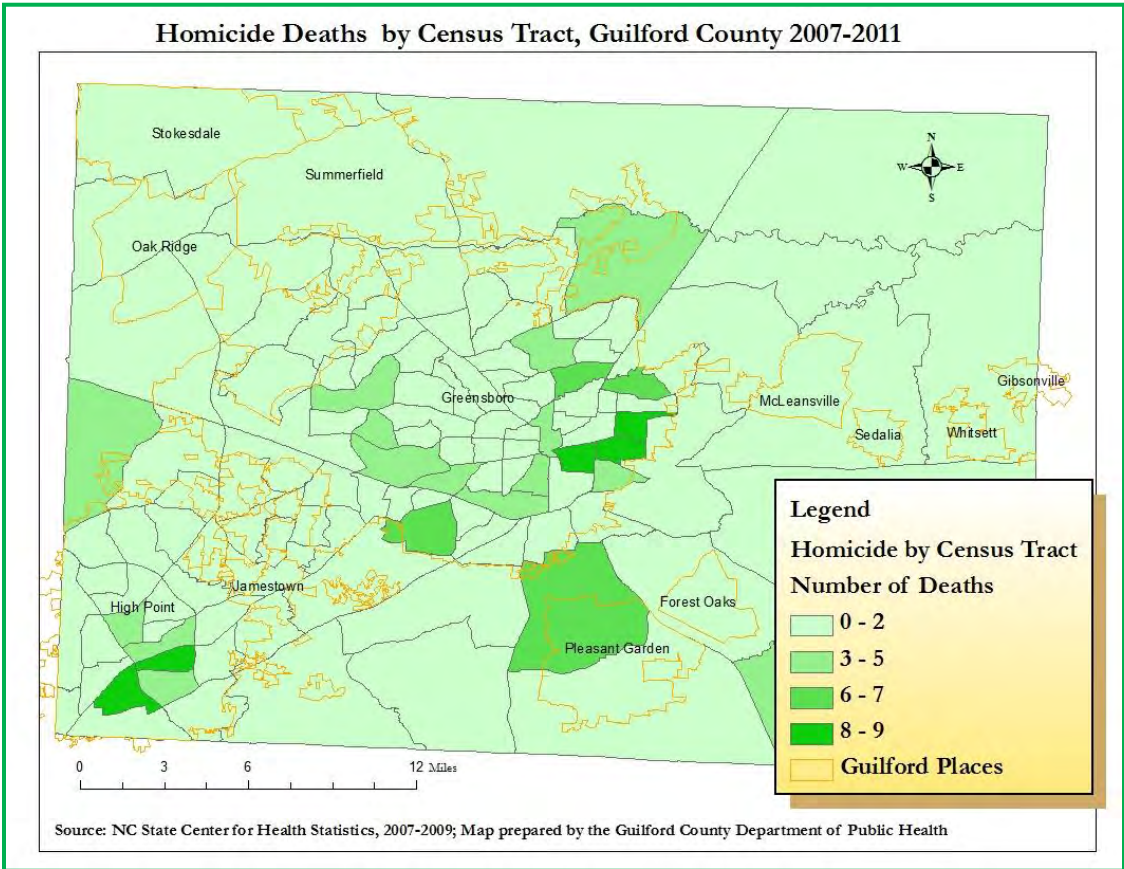 Homicide Deaths by Census Tract, Guilford County 2007-2011
Stokesdale
Summerfield
N
W E
S
Oak Ridge
Greensboro
McLeansville
Gibsonville
Sedalia
Whitsett
Jamestown
High Point
Forest Oaks
Pleasant Garden
Legend
Homicide by Census Tract
Number of Deaths
0 - 2
3 - 5
6 - 7
8 - 9
Guilford Places
0 3 6 12 Miles
Source: NC State Center for Health Statistics, 2007-2009; Map prepared by the Guilford County Department of Public Health